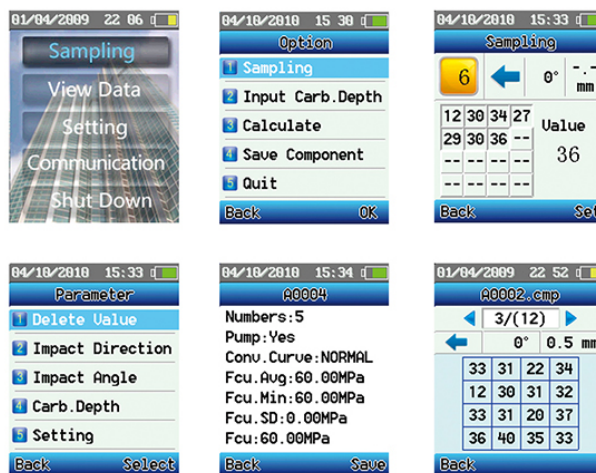 01/04/2009 22 06
Sampling
View Data
Setting
Communication
Shut Down
04/10/2010 15 30
Option
1 Sampling
2 Input Carb.Depth
3 Calculate
4 Save Component
5 Quit
Back OK
04/10/2010 15:33
Sampling
6 0° -.- mm
12 30 34 27
29 30 36 --
-- -- -- --
-- -- -- --
Value
36
Back Set
04/10/2010 15:33
Parameter
1 Delete Value
2 Impact Direction
3 Impact Angle
4 Carb.Depth
5 Setting
Back Select
04/10/2010 15:34
A0004
Numbers:5
Pump:Yes
Conv.Curve:NORMAL
Fcu.Avg:60.00MPa
Fcu.Min:60.00MPa
Fcu.SD:0.00MPa
Fcu:60.00MPa
Back Save
01/04/2009 22 52
A0002.cmp
3/(12)
0° 0.5 mm
33 31 22 34
12 30 31 32
33 31 20 37
36 40 35 33
Back